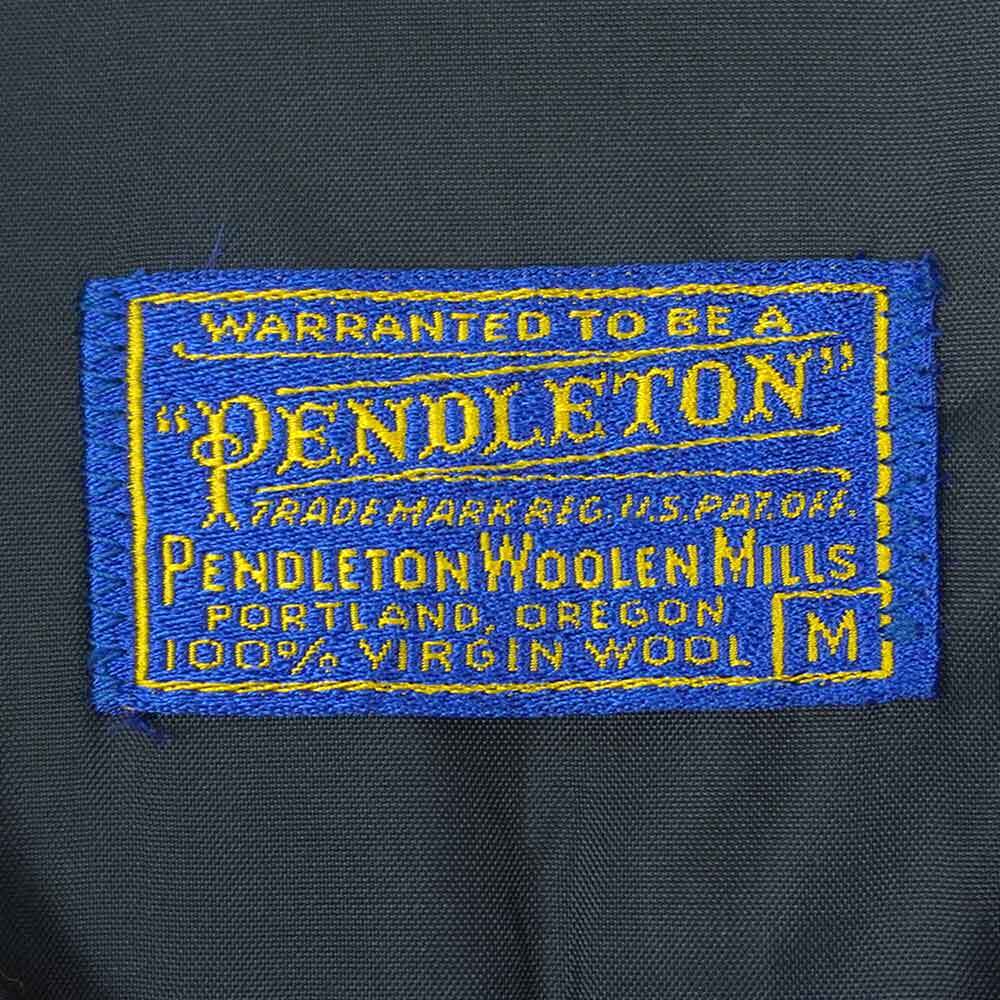 WARRANTED TO BE A
"PENDLETON"
TRADE MARK REG. U.S. PAT. OFF.
PENDLETON WOOLEN MILLS
PORTLAND, OREGON
100% VIRGIN WOOL
M